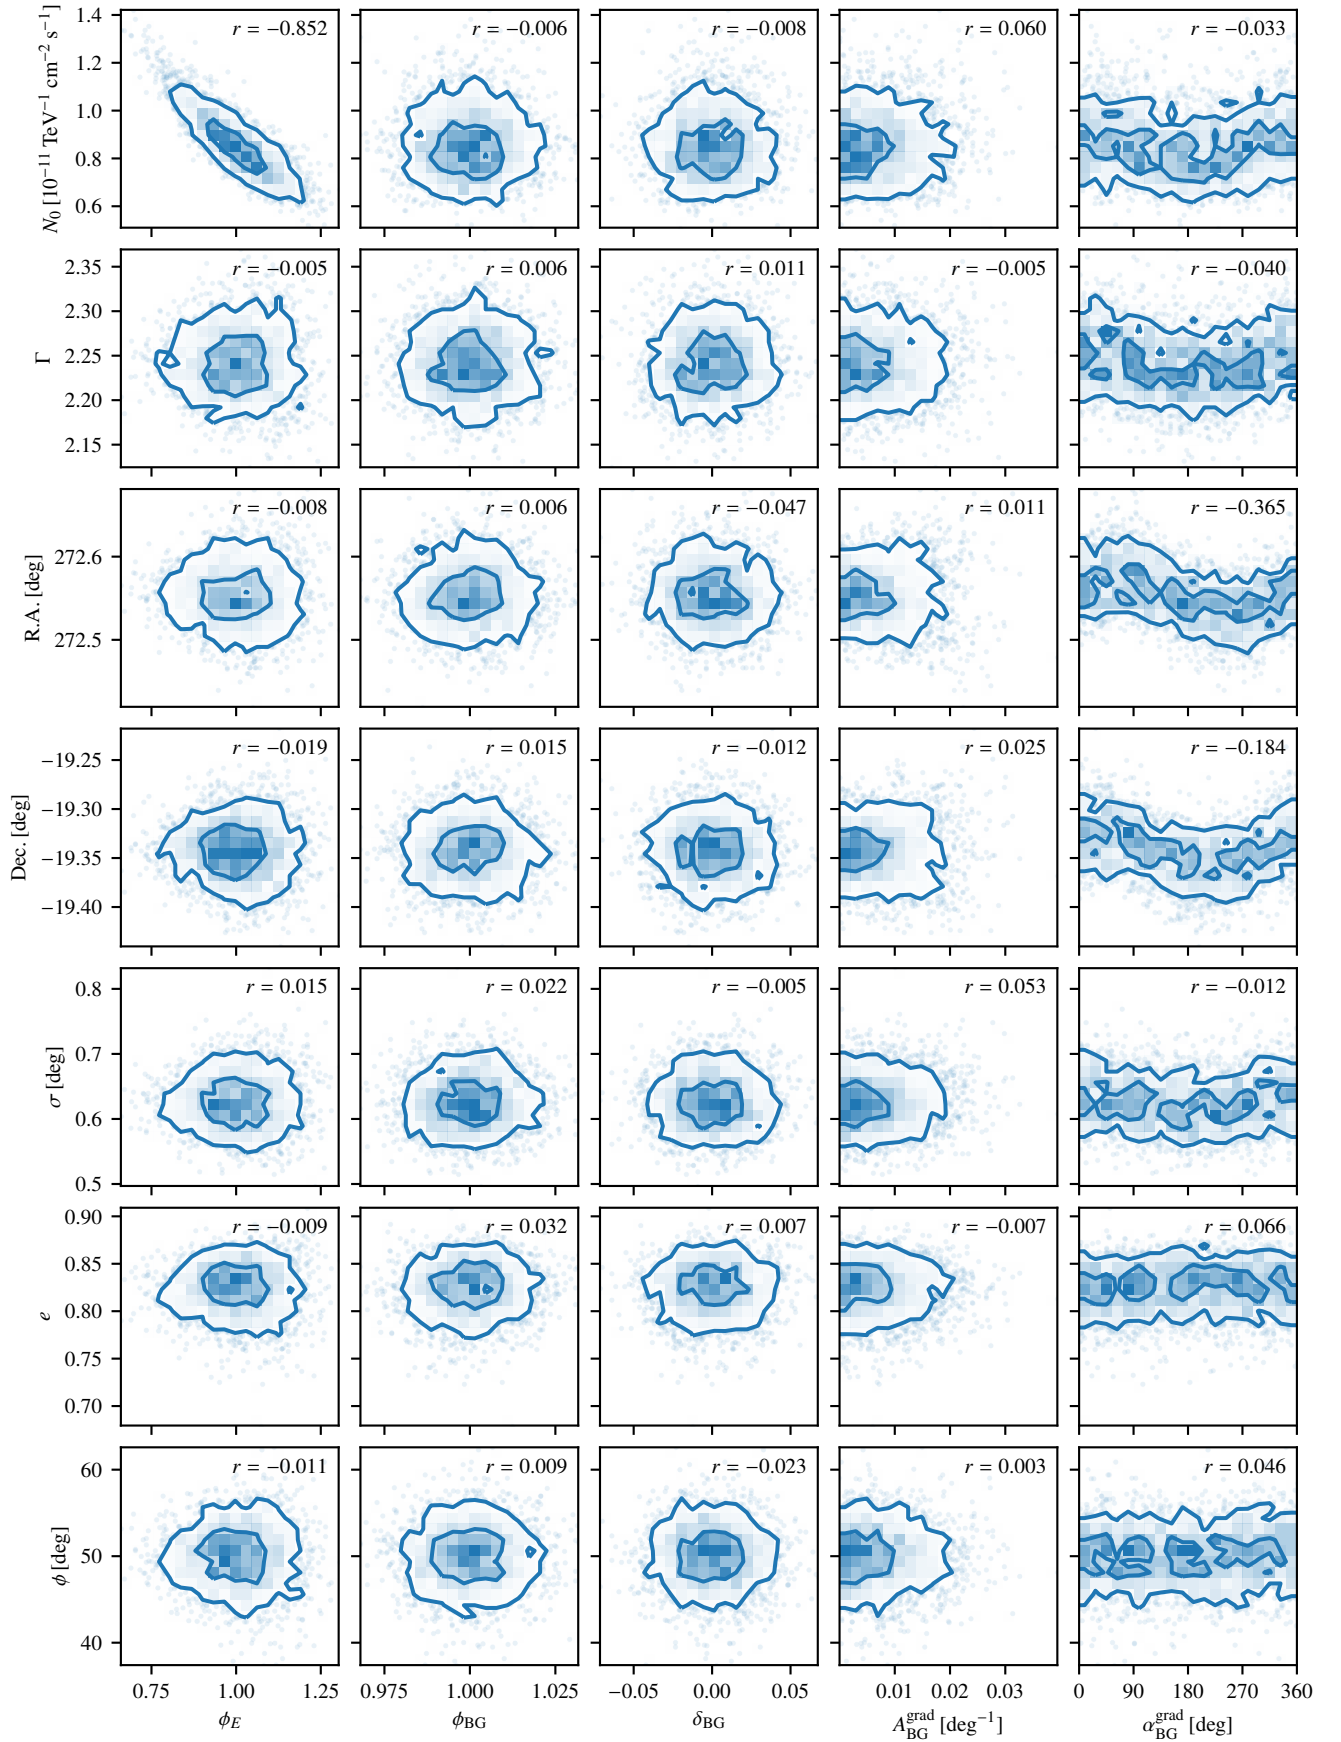 N₀ [10⁻¹¹ TeV⁻¹ cm⁻² s⁻¹]
1.4
1.2
1.0
0.8
0.6
r = −0.852
r = −0.006
r = −0.008
r = 0.060
r = −0.033
Γ
2.35
2.30
2.25
2.20
2.15
r = −0.005
r = 0.006
r = 0.011
r = −0.005
r = −0.040
R.A. [deg]
272.6
272.5
r = −0.008
r = 0.006
r = −0.047
r = 0.011
r = −0.365
Dec. [deg]
−19.25
−19.30
−19.35
−19.40
r = −0.019
r = 0.015
r = −0.012
r = 0.025
r = −0.184
σ [deg]
0.8
0.7
0.6
0.5
r = 0.015
r = 0.022
r = −0.005
r = 0.053
r = −0.012
e
0.90
0.85
0.80
0.75
0.70
r = −0.009
r = 0.032
r = 0.007
r = −0.007
r = 0.066
ϕ [deg]
60
50
40
r = −0.011
r = 0.009
r = −0.023
r = 0.003
r = 0.046
0.75 1.00 1.25
0.975 1.000 1.025
−0.05 0.00 0.05
0.01 0.02 0.03
0 90 180 270 360
ϕ_E
ϕ_BG
δ_BG
A_BG^grad [deg⁻¹]
α_BG^grad [deg]